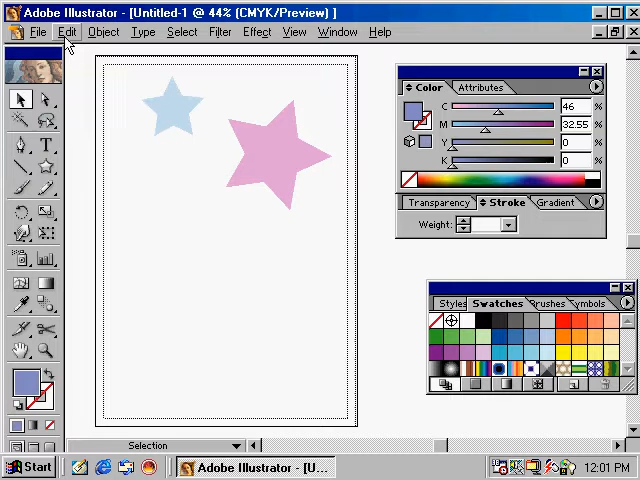 Adobe Illustrator - [Untitled-1 @ 44% (CMYK/Preview) ]
File Edit Object Type Select Filter Effect View Window Help
Color Attributes
C 46 %
M 32.55 %
Y 0 %
K 0 %
Transparency Stroke Gradient
Weight:
Styles Swatches Brushes Symbols
Selection
Start Adobe Illustrator - [U... 12:01 PM